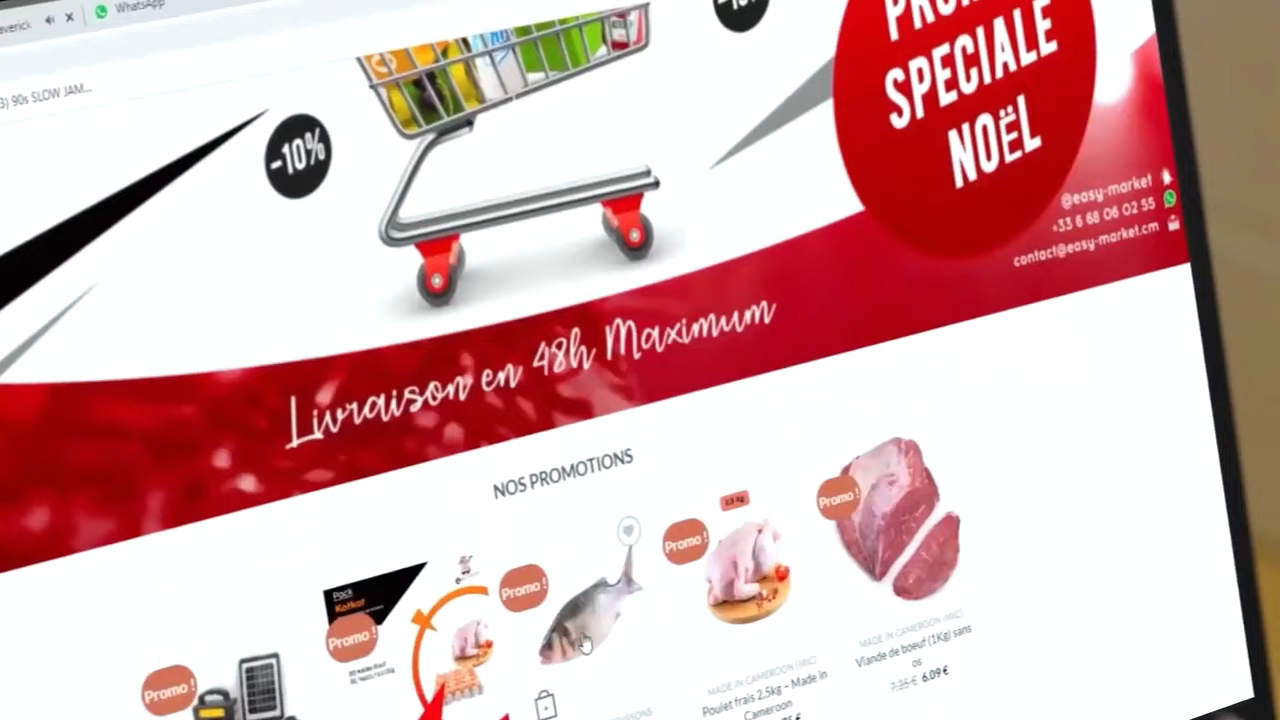 WhatsApp
3) 90s SLOW JAM...
-10%
SPECIALE
NOËL
@easy-market
+33 6 68 06 02 55
contact@easy-market.cm
Livraison en 48h Maximum
NOS PROMOTIONS
Promo !
Pack
Promo !
Promo !
Promo !
Promo !
MADE IN CAMEROON (MIC)
Poulet frais 2.5kg – Made in
Cameroon
MADE IN CAMEROON (MIC)
Viande de boeuf (1Kg) sans
os
7.35 € 6.09 €